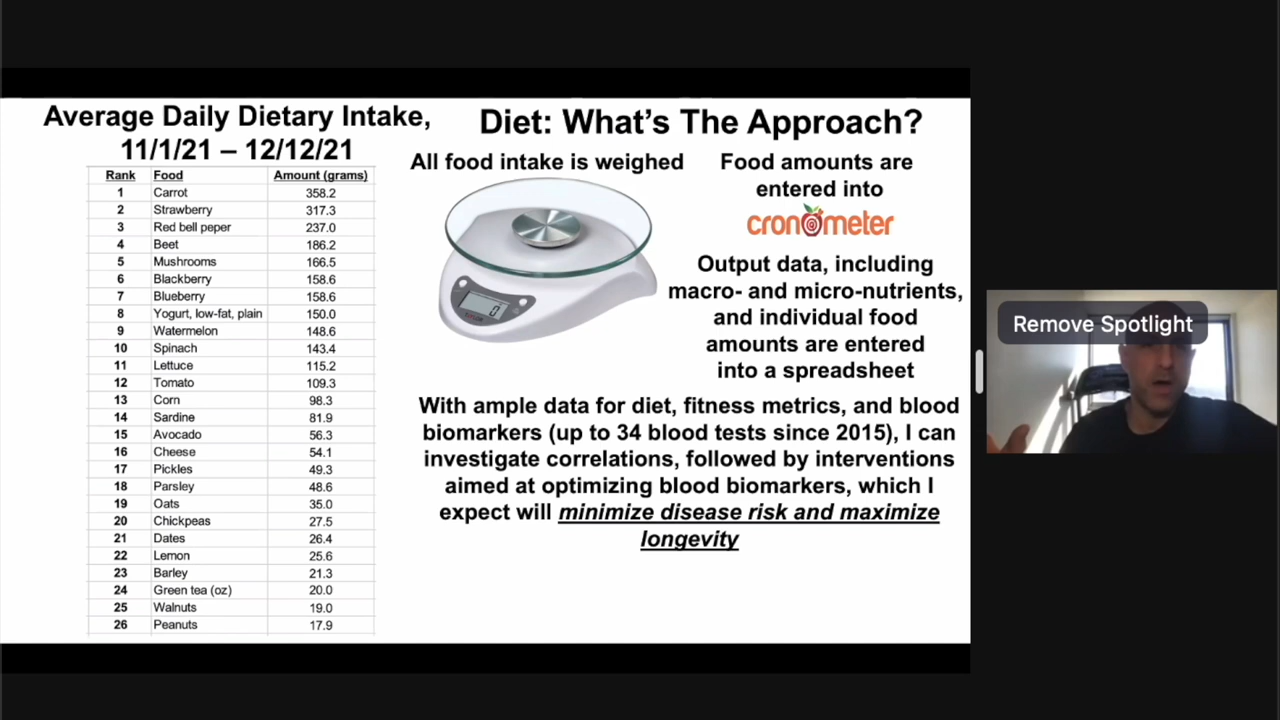 Average Daily Dietary Intake,
11/1/21 – 12/12/21
Rank Food Amount (grams)
1 Carrot 358.2
2 Strawberry 317.3
3 Red bell peper 237.0
4 Beet 186.2
5 Mushrooms 166.5
6 Blackberry 158.6
7 Blueberry 158.6
8 Yogurt, low-fat, plain 150.0
9 Watermelon 148.6
10 Spinach 143.4
11 Lettuce 115.2
12 Tomato 109.3
13 Corn 98.3
14 Sardine 81.9
15 Avocado 56.3
16 Cheese 54.1
17 Pickles 49.3
18 Parsley 48.6
19 Oats 35.0
20 Chickpeas 27.5
21 Dates 26.4
22 Lemon 25.6
23 Barley 21.3
24 Green tea (oz) 20.0
25 Walnuts 19.0
26 Peanuts 17.9
Diet: What's The Approach?
All food intake is weighed
0
Food amounts are
entered into
cronometer
Output data, including
macro- and micro-nutrients,
and individual food
amounts are entered
into a spreadsheet
With ample data for diet, fitness metrics, and blood
biomarkers (up to 34 blood tests since 2015), I can
investigate correlations, followed by interventions
aimed at optimizing blood biomarkers, which I
expect will minimize disease risk and maximize
longevity
Remove Spotlight